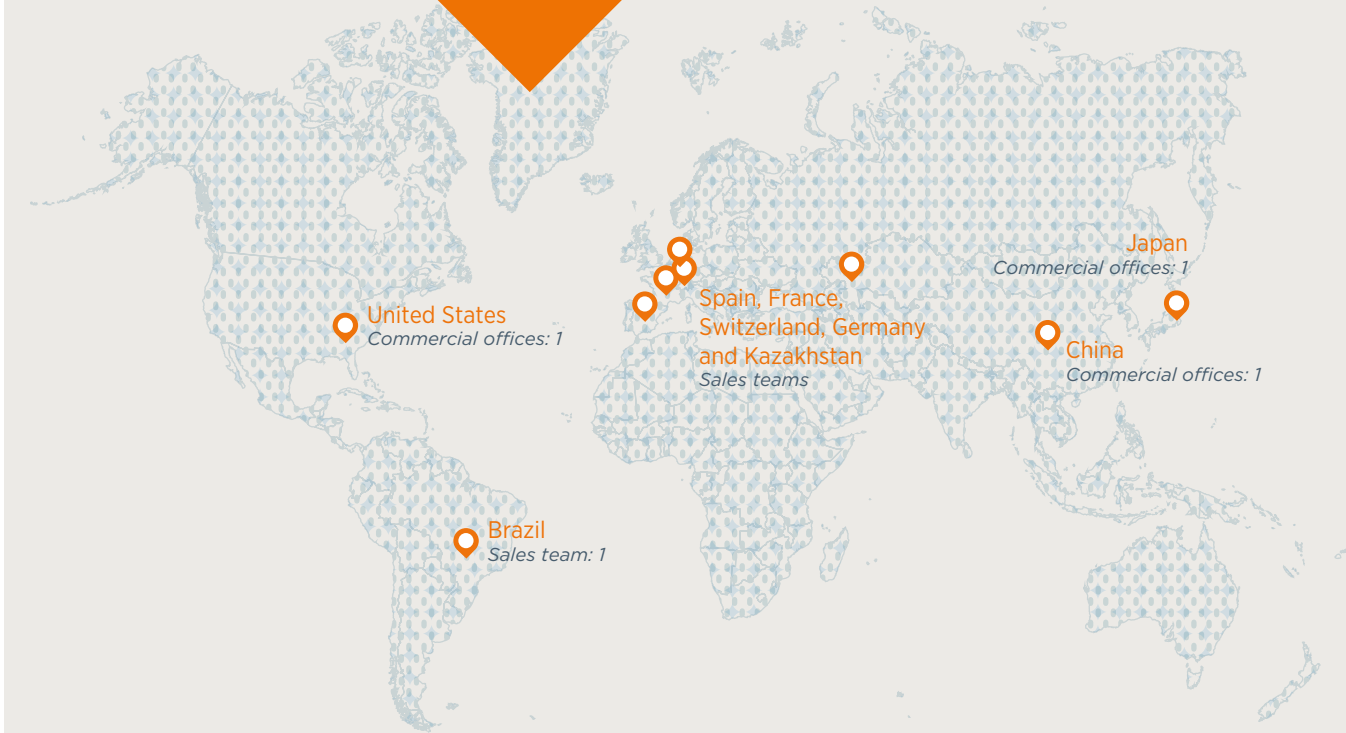 Japan
Commercial offices: 1
Spain, France,
Switzerland, Germany
and Kazakhstan
Sales teams
United States
Commercial offices: 1
China
Commercial offices: 1
Brazil
Sales team: 1